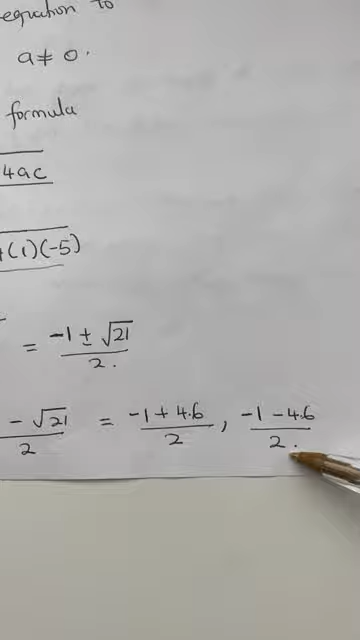 equation to
a ≠ 0.
formula
4ac
(1)(-5)
= -1 ± √21 / 2.
- √21 / 2 = -1 + 4.6 / 2 , -1 - 4.6 / 2.